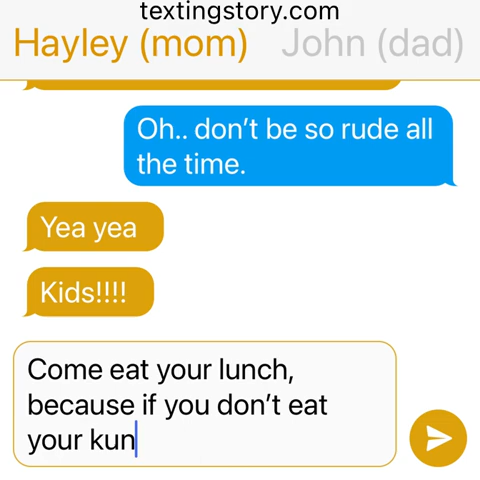 textingstory.com
Hayley (mom) John (dad)
Oh.. don't be so rude all
the time.
Yea yea
Kids!!!!
Come eat your lunch,
because if you don't eat
your kun